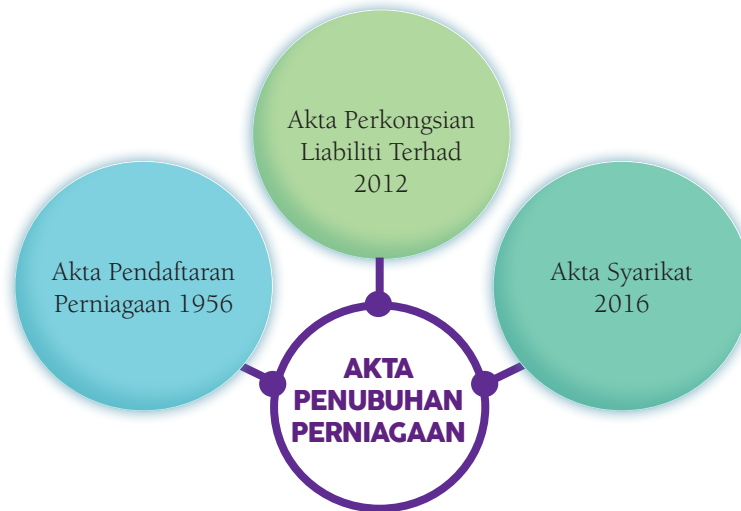 Akta Perkongsian
Liabiliti Terhad
2012
Akta Pendaftaran
Perniagaan 1956
Akta Syarikat
2016
AKTA
PENUBUHAN
PERNIAGAAN